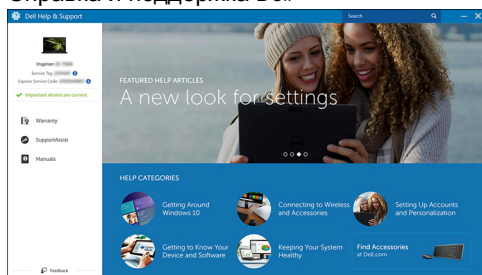 Справка и поддержка Dell
Dell Help & Support
Search
Inspiron
Service Tag
Express Service Code
Important drivers are current
Warranty
SupportAssist
Manuals
Feedback
FEATURED HELP ARTICLES
A new look for settings
HELP CATEGORIES
Getting Around
Windows 10
Connecting to Wireless
and Accessories
Setting Up Accounts
and Personalization
Getting to Know Your
Device and Software
Keeping Your System
Healthy
Find Accessories
at Dell.com